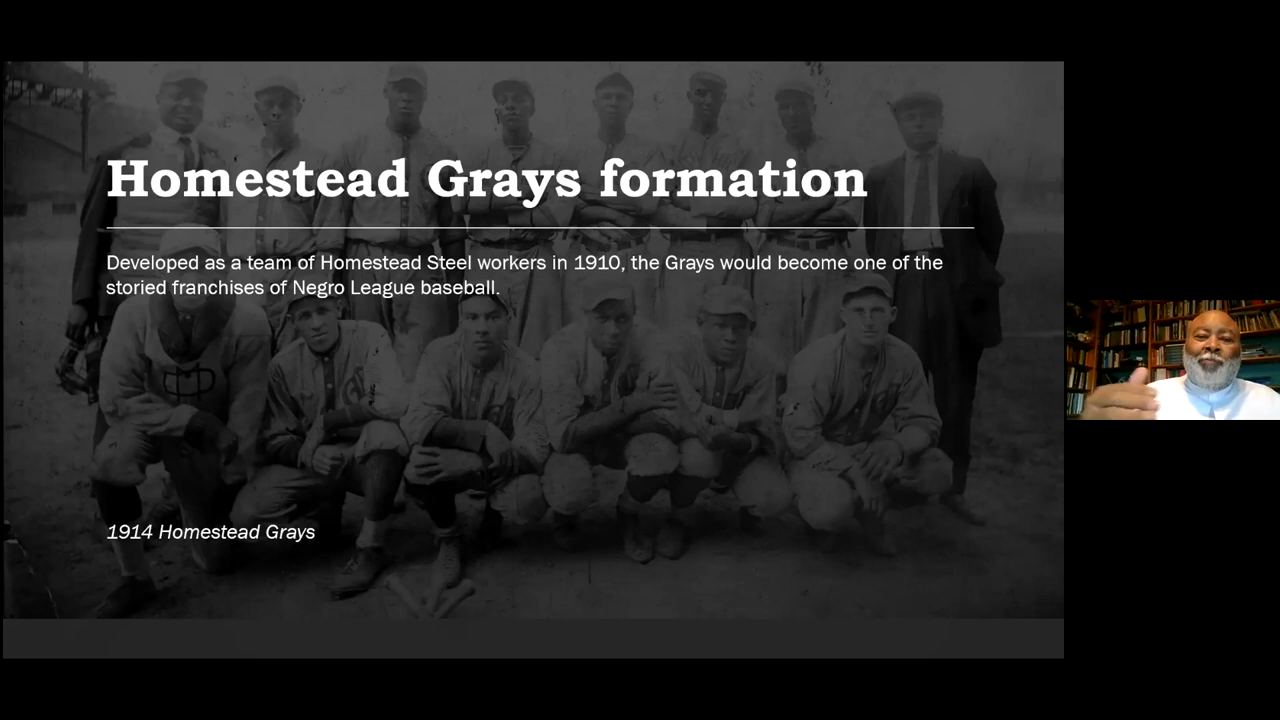 Homestead Grays formation
Developed as a team of Homestead Steel workers in 1910, the Grays would become one of the
storied franchises of Negro League baseball.
1914 Homestead Grays